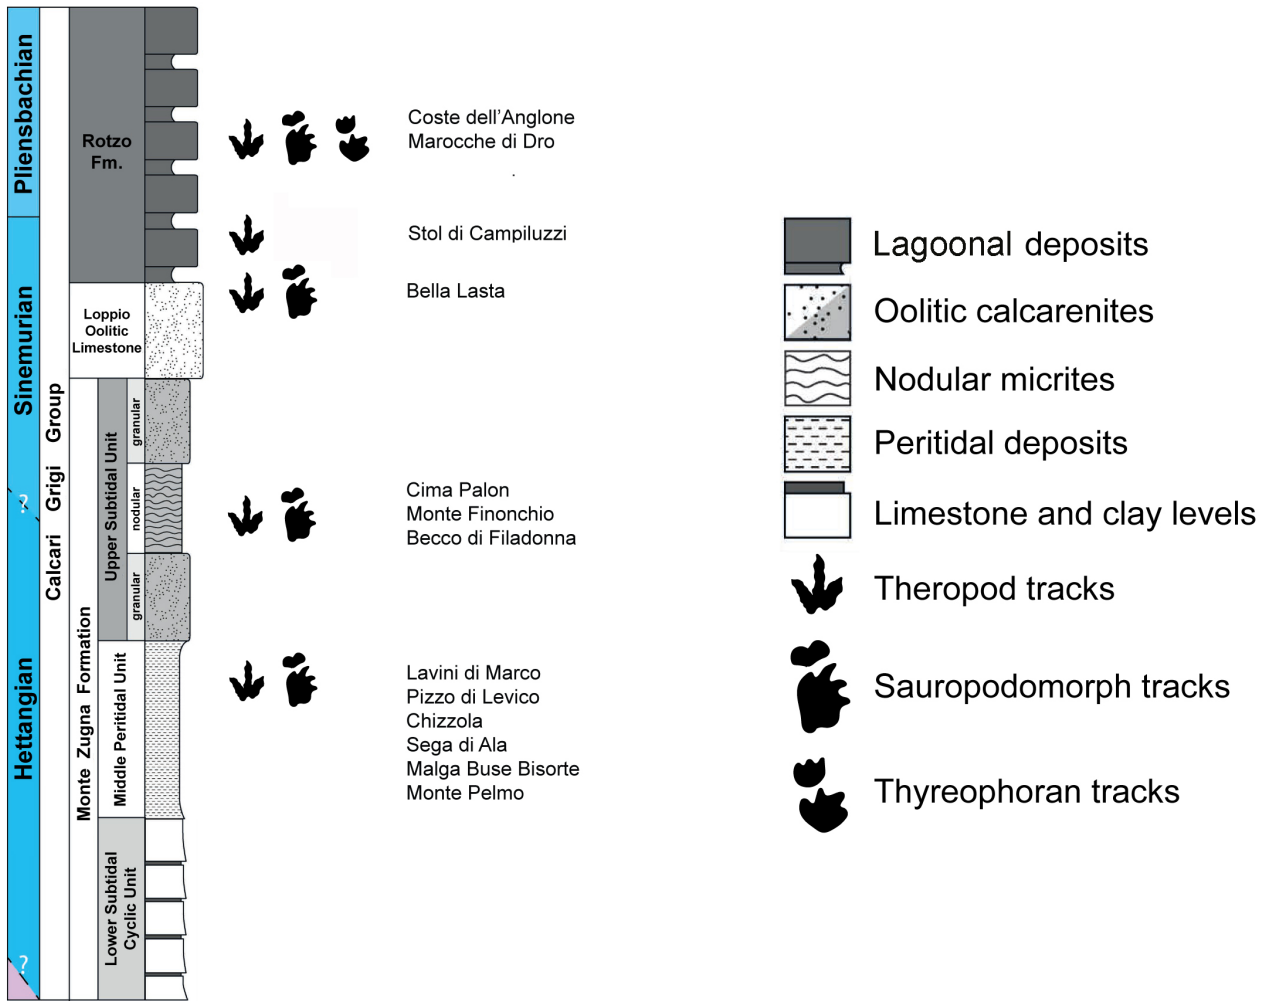 Pliensbachian
Sinemurian
?
Hettangian
?
Calcari Grigi Group
Rotzo
Fm.
Loppio
Oolitic
Limestone
Monte Zugna Formation
Upper Subtidal Unit
granular
nodular
granular
Middle Peritidal Unit
Lower Subtidal
Cyclic Unit
Coste dell'Anglone
Marocche di Dro
Stol di Campiluzzi
Bella Lasta
Cima Palon
Monte Finonchio
Becco di Filadonna
Lavini di Marco
Pizzo di Levico
Chizzola
Sega di Ala
Malga Buse Bisorte
Monte Pelmo
Lagoonal deposits
Oolitic calcarenites
Nodular micrites
Peritidal deposits
Limestone and clay levels
Theropod tracks
Sauropodomorph tracks
Thyreophoran tracks